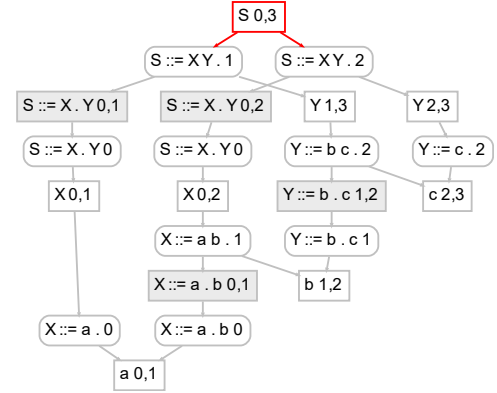 S 0,3
S ::= X Y . 1
S ::= X Y . 2
S ::= X . Y 0,1
S ::= X . Y 0,2
Y 1,3
Y 2,3
S ::= X . Y 0
S ::= X . Y 0
Y ::= b c . 2
Y ::= c . 2
X 0,1
X 0,2
Y ::= b . c 1,2
c 2,3
X ::= a b . 1
Y ::= b . c 1
X ::= a . b 0,1
b 1,2
X ::= a . 0
X ::= a . b 0
a 0,1